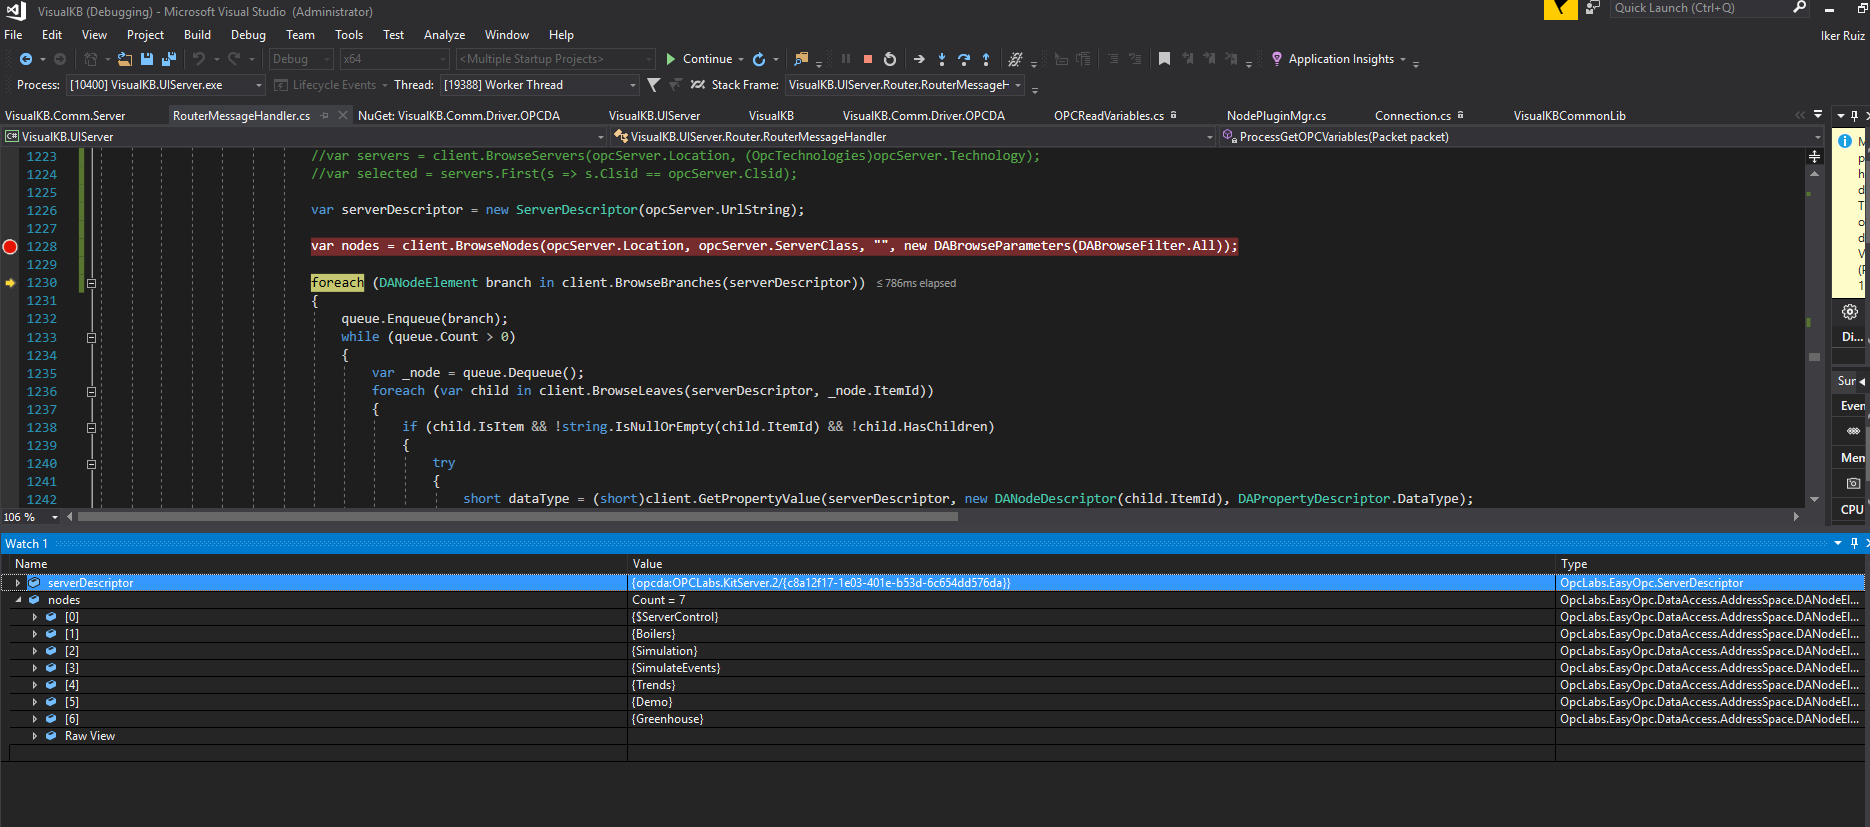 VisualKB (Debugging) - Microsoft Visual Studio (Administrator)
Quick Launch (Ctrl+Q)
File Edit View Project Build Debug Team Tools Test Analyze Window Help
Iker Ruiz
Debug x64 <Multiple Startup Projects> Continue Application Insights
Process: [10400] VisualKB.UIServer.exe Lifecycle Events Thread: [19388] Worker Thread Stack Frame: VisualKB.UIServer.Router.RouterMessageH
VisualKB.Comm.Server RouterMessageHandler.cs NuGet: VisualKB.Comm.Driver.OPCDA VisualKB.UIServer VisualKB VisualKB.Comm.Driver.OPCDA OPCReadVariables.cs NodePluginMgr.cs Connection.cs VisualKBCommonLib
C# VisualKB.UIServer VisualKB.UIServer.Router.RouterMessageHandler ProcessGetOPCVariables(Packet packet)
1223 //var servers = client.BrowseServers(opcServer.Location, (OpcTechnologies)opcServer.Technology);
1224 //var selected = servers.First(s => s.Clsid == opcServer.Clsid);
1225
1226 var serverDescriptor = new ServerDescriptor(opcServer.UrlString);
1227
1228 var nodes = client.BrowseNodes(opcServer.Location, opcServer.ServerClass, "", new DABrowseParameters(DABrowseFilter.All));
1229
1230 foreach (DANodeElement branch in client.BrowseBranches(serverDescriptor)) ≤ 786ms elapsed
1231 {
1232 queue.Enqueue(branch);
1233 while (queue.Count > 0)
1234 {
1235 var _node = queue.Dequeue();
1236 foreach (var child in client.BrowseLeaves(serverDescriptor, _node.ItemId))
1237 {
1238 if (child.IsItem && !string.IsNullOrEmpty(child.ItemId) && !child.HasChildren)
1239 {
1240 try
1241 {
1242 short dataType = (short)client.GetPropertyValue(serverDescriptor, new DANodeDescriptor(child.ItemId), DAPropertyDescriptor.DataType);
M
p
h
d
T
o
d
V
(F
1
Di...
Sur
Even
Men
CPU
106 %
Watch 1
Name Value Type
serverDescriptor {opcda:OPCLabs.KitServer.2/{c8a12f17-1e03-401e-b53d-6c654dd576da}} OpcLabs.EasyOpc.ServerDescriptor
nodes Count = 7 OpcLabs.EasyOpc.DataAccess.AddressSpace.DANodeEl...
[0] {$ServerControl} OpcLabs.EasyOpc.DataAccess.AddressSpace.DANodeEl...
[1] {Boilers} OpcLabs.EasyOpc.DataAccess.AddressSpace.DANodeEl...
[2] {Simulation} OpcLabs.EasyOpc.DataAccess.AddressSpace.DANodeEl...
[3] {SimulateEvents} OpcLabs.EasyOpc.DataAccess.AddressSpace.DANodeEl...
[4] {Trends} OpcLabs.EasyOpc.DataAccess.AddressSpace.DANodeEl...
[5] {Demo} OpcLabs.EasyOpc.DataAccess.AddressSpace.DANodeEl...
[6] {Greenhouse} OpcLabs.EasyOpc.DataAccess.AddressSpace.DANodeEl...
Raw View